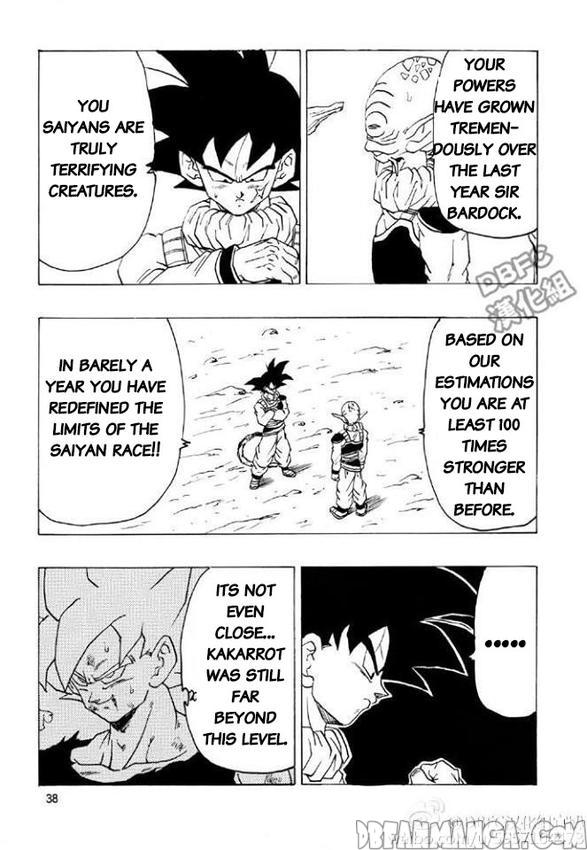 YOUR
POWERS
HAVE GROWN
TREMEN-
DOUSLY OVER
THE LAST
YEAR SIR
BARDOCK.
YOU
SAIYANS ARE
TRULY
TERRIFYING
CREATURES.
DBFC
漢化組
BASED ON
OUR
ESTIMATIONS
YOU ARE AT
LEAST 100
TIMES
STRONGER
THAN
BEFORE.
IN BARELY A
YEAR YOU HAVE
REDEFINED THE
LIMITS OF THE
SAIYAN RACE!!
•••••
ITS NOT
EVEN
CLOSE...
KAKARROT
WAS STILL
FAR
BEYOND
THIS LEVEL.
38
DBFANMANGA.COM